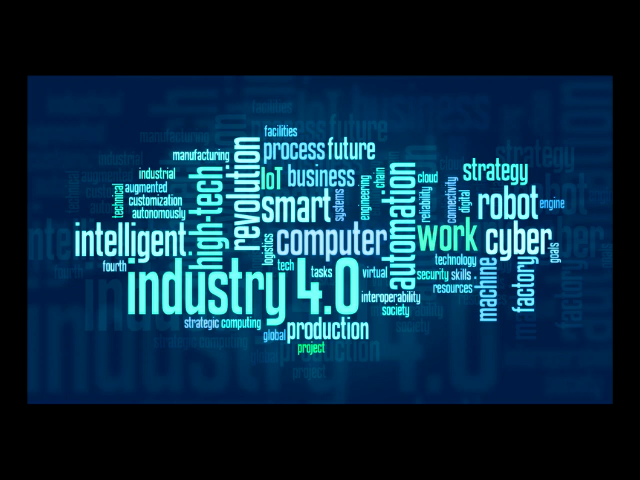 facilities
process future
manufacturing
revolution
IoT business
industrial
augmented
technical
customization
autonomously
high-tech
smart
systems
engineering
chain
automation
cloud
reliability
connectivity
digital
strategy
robot
engine
intelligent
logistics
computer
work
cyber
goals
fourth
tech
tasks
virtual
technology
security skills
resources
machine
factory
industry 4.0
interoperability
society
strategic computing
global
production
project